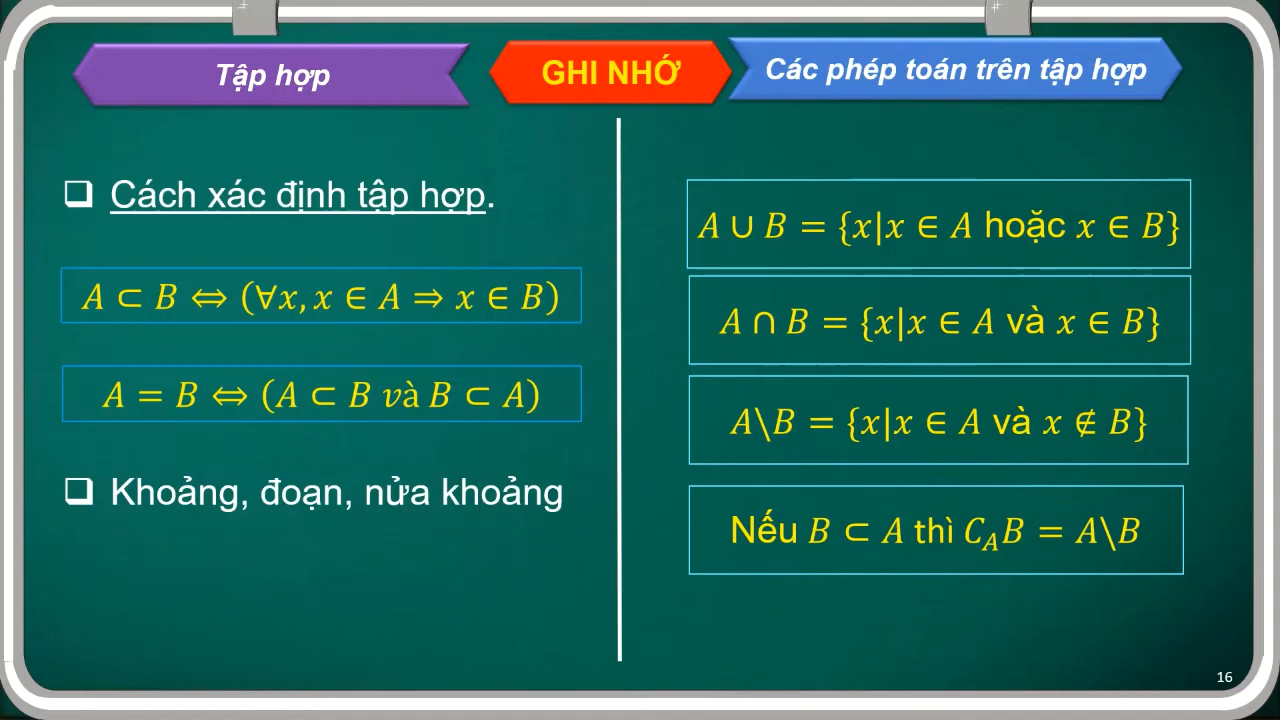 Tập hợp
GHI NHỚ
Các phép toán trên tập hợp
❑ Cách xác định tập hợp.
A ⊂ B ⇔ (∀x, x ∈ A ⇒ x ∈ B)
A = B ⇔ (A ⊂ B và B ⊂ A)
❑ Khoảng, đoạn, nửa khoảng
A ∪ B = {x|x ∈ A hoặc x ∈ B}
A ∩ B = {x|x ∈ A và x ∈ B}
A\B = {x|x ∈ A và x ∉ B}
Nếu B ⊂ A thì C_A B = A\B
16